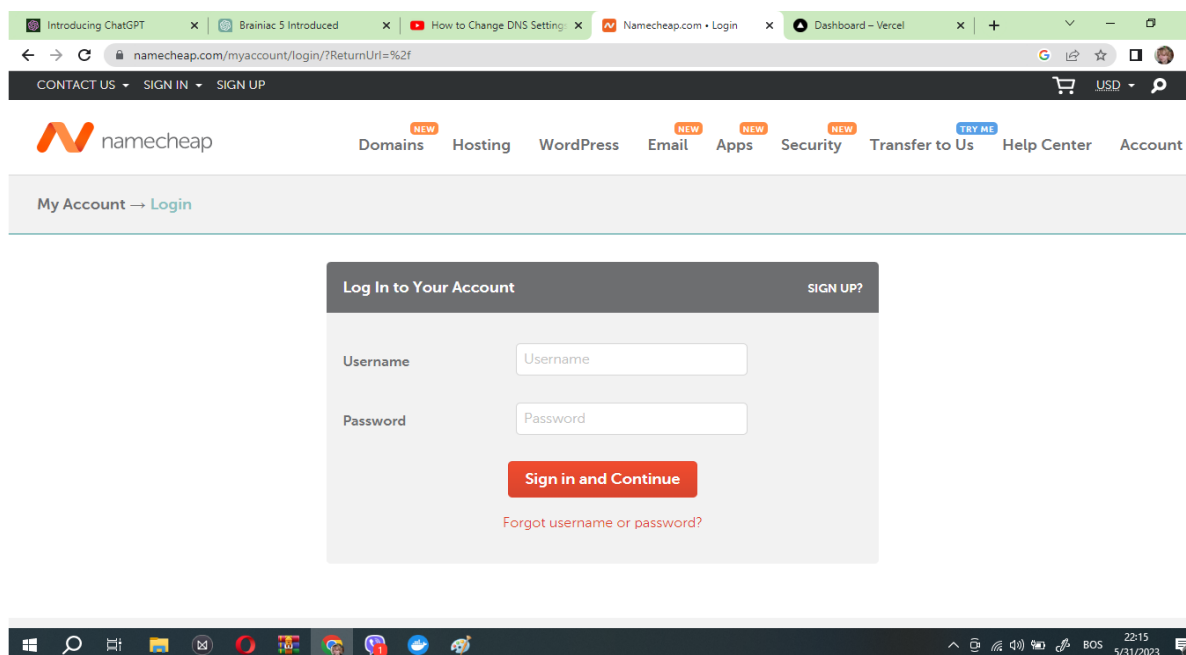 Introducing ChatGPT
Brainiac 5 Introduced
How to Change DNS Settings
Namecheap.com • Login
Dashboard – Vercel
namecheap.com/myaccount/login/?ReturnUrl=%2f
CONTACT US SIGN IN SIGN UP
USD
namecheap
NEW NEW NEW NEW TRY ME
Domains Hosting WordPress Email Apps Security Transfer to Us Help Center Account
My Account → Login
Log In to Your Account SIGN UP?
Username Username
Password Password
Sign in and Continue
Forgot username or password?
1
BOS
22:15
5/31/2023